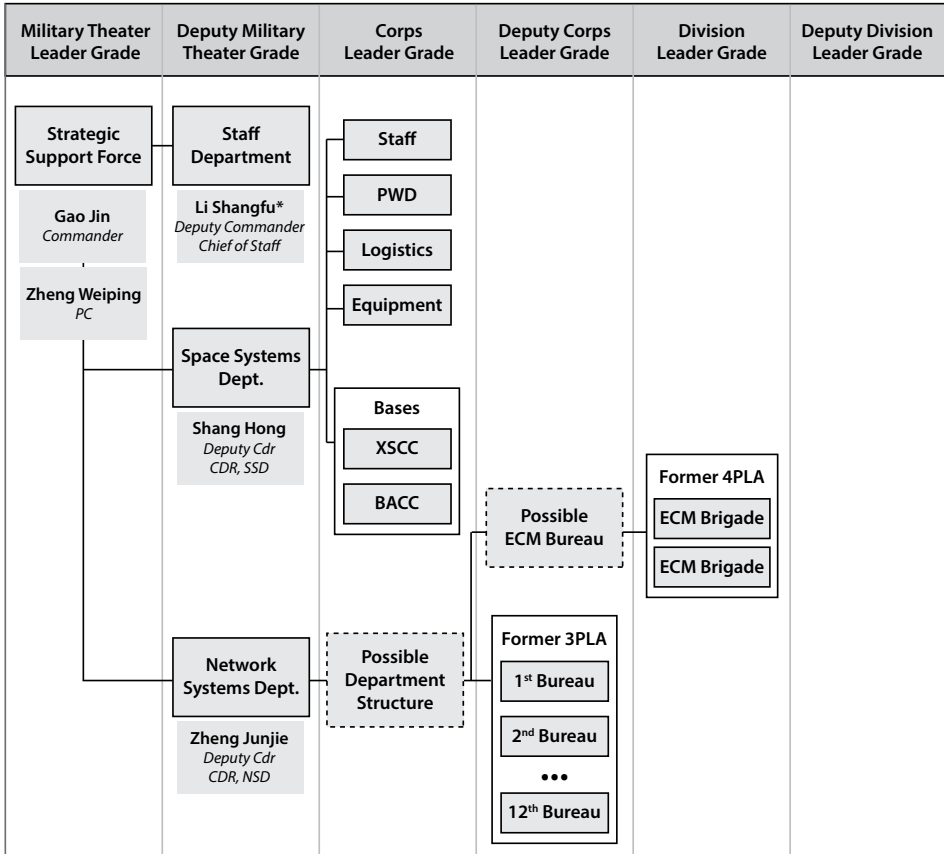 Military Theater
Leader Grade
Deputy Military
Theater Grade
Corps
Leader Grade
Deputy Corps
Leader Grade
Division
Leader Grade
Deputy Division
Leader Grade
Strategic
Support Force
Gao Jin
Commander
Zheng Weiping
PC
Staff
Department
Li Shangfu*
Deputy Commander
Chief of Staff
Space Systems
Dept.
Shang Hong
Deputy Cdr
CDR, SSD
Network
Systems Dept.
Zheng Junjie
Deputy Cdr
CDR, NSD
Staff
PWD
Logistics
Equipment
Bases
XSCC
BACC
Possible
Department
Structure
Possible
ECM Bureau
Former 3PLA
1st Bureau
2nd Bureau
•••
12th Bureau
Former 4PLA
ECM Brigade
ECM Brigade